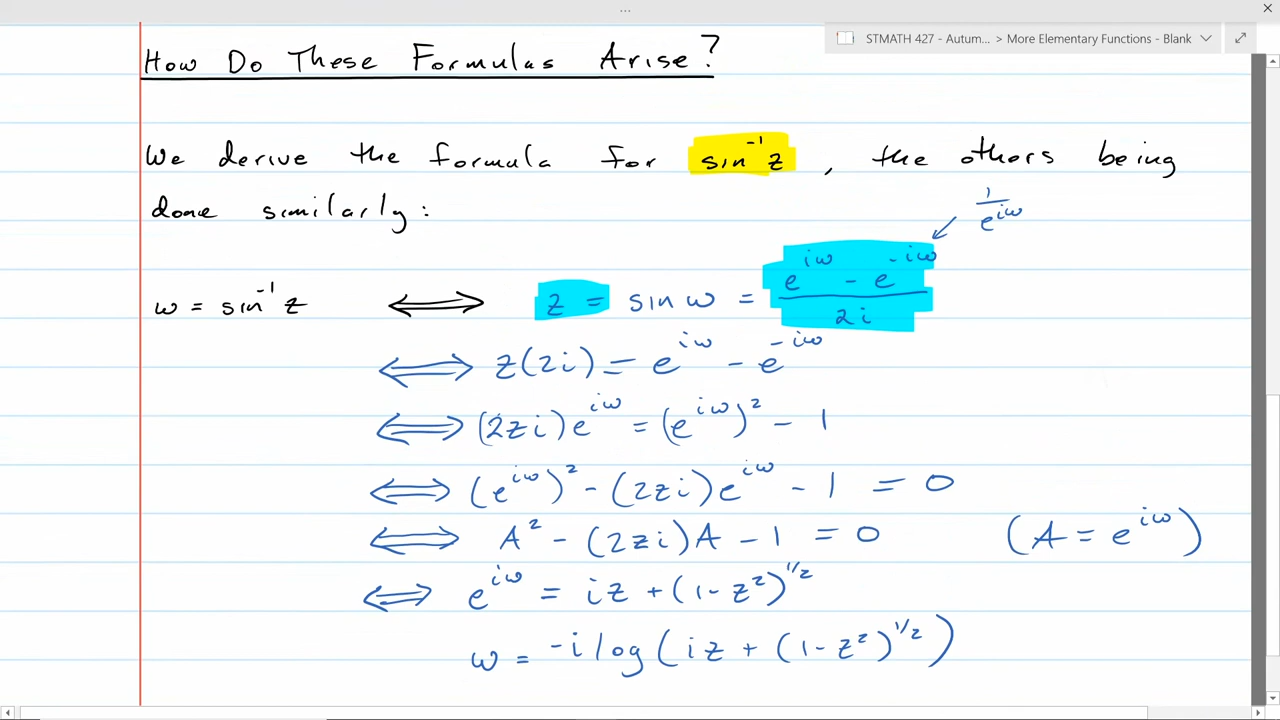 ...
STMATH 427 - Autum... > More Elementary Functions - Blank
How Do These Formulas Arise?
We derive the formula for sin⁻¹ z , the others being
done similarly:
1/e^{iω}
ω = sin⁻¹ z ⟺ z = sin ω = (e^{iω} - e^{-iω})/2i
⟺ z(2i) = e^{iω} - e^{-iω}
⟺ (2zi)e^{iω} = (e^{iω})² - 1
⟺ (e^{iω})² - (2zi)e^{iω} - 1 = 0
⟺ A² - (2zi)A - 1 = 0 (A = e^{iω})
⟺ e^{iω} = iz + (1-z²)^{1/2}
ω = -i log(iz + (1-z²)^{1/2})